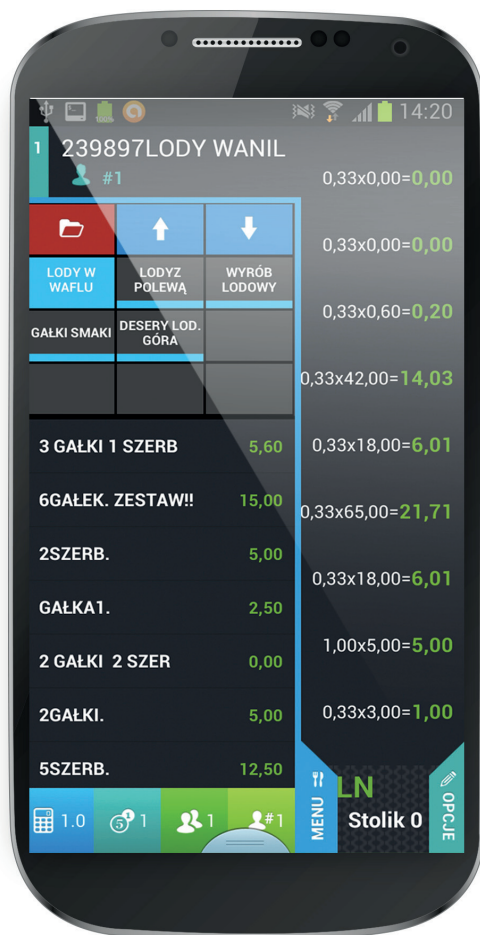 100%
14:20
1
239897LODY WANIL
#1
0,33x0,00=0,00
0,33x0,00=0,00
0,33x0,60=0,20
0,33x42,00=14,03
0,33x18,00=6,01
0,33x65,00=21,71
0,33x18,00=6,01
1,00x5,00=5,00
0,33x3,00=1,00
LODY W
WAFLU
LODYZ
POLEWĄ
WYRÓB
LODOWY
GAŁKI SMAKI
DESERY LOD.
GÓRA
3 GAŁKI 1 SZERB 5,60
6GAŁEK. ZESTAW!! 15,00
2SZERB. 5,00
GAŁKA1. 2,50
2 GAŁKI 2 SZER 0,00
2GAŁKI. 5,00
5SZERB. 12,50
MENU
LN
Stolik 0
OPCJE
1.0
5 1 1
1
#1